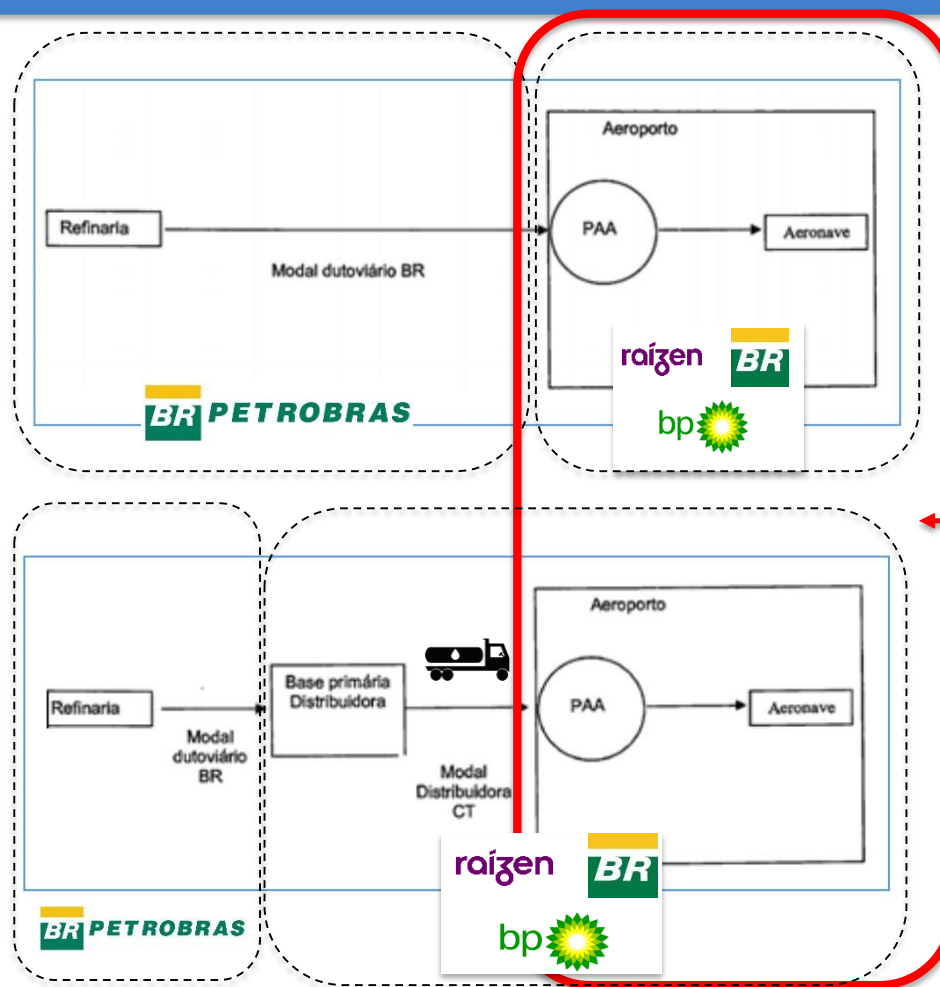 Aeroporto
Refinaria
PAA
Aeronave
Modal dutoviário BR
raízen
BR
BR PETROBRAS
bp
Aeroporto
Base primária
Distribuidora
Refinaria
PAA
Aeronave
Modal
dutoviário
BR
Modal
Distribuidora
CT
raízen
BR
BR PETROBRAS
bp